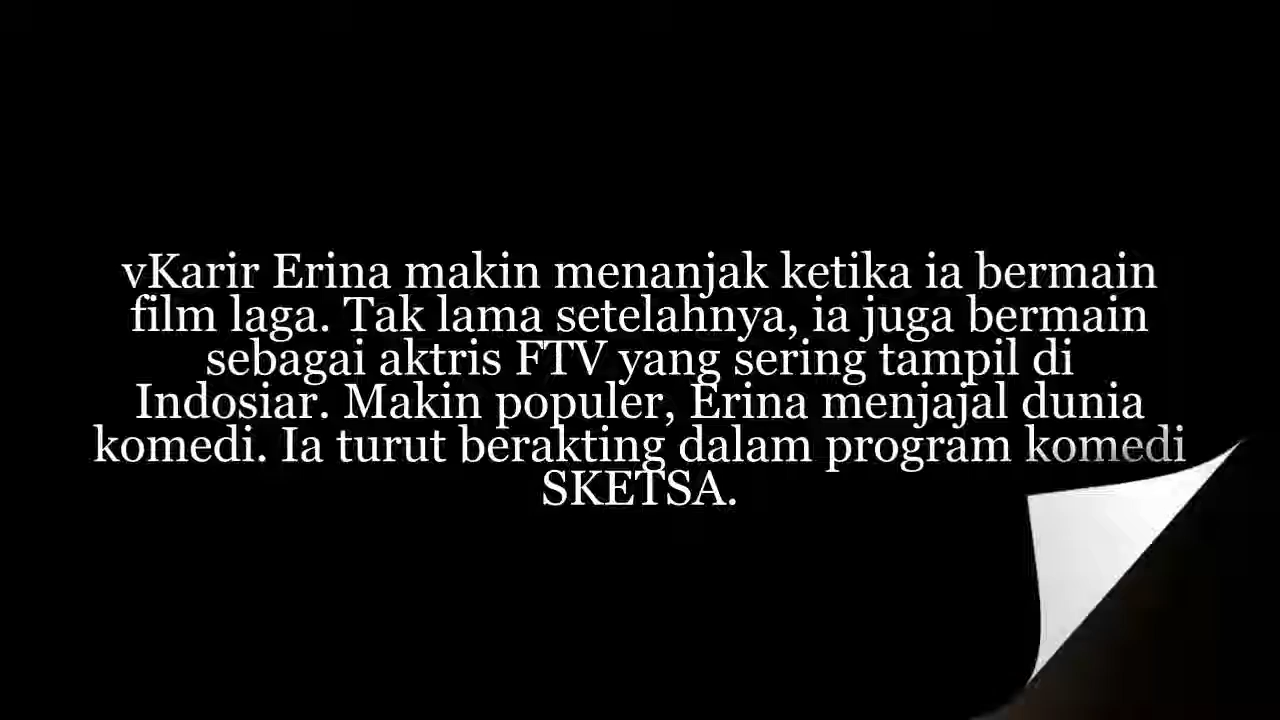 vKarir Erina makin menanjak ketika ia bermain
film laga. Tak lama setelahnya, ia juga bermain
sebagai aktris FTV yang sering tampil di
Indosiar. Makin populer, Erina menjajal dunia
komedi. Ia turut berakting dalam program komedi
SKETSA.